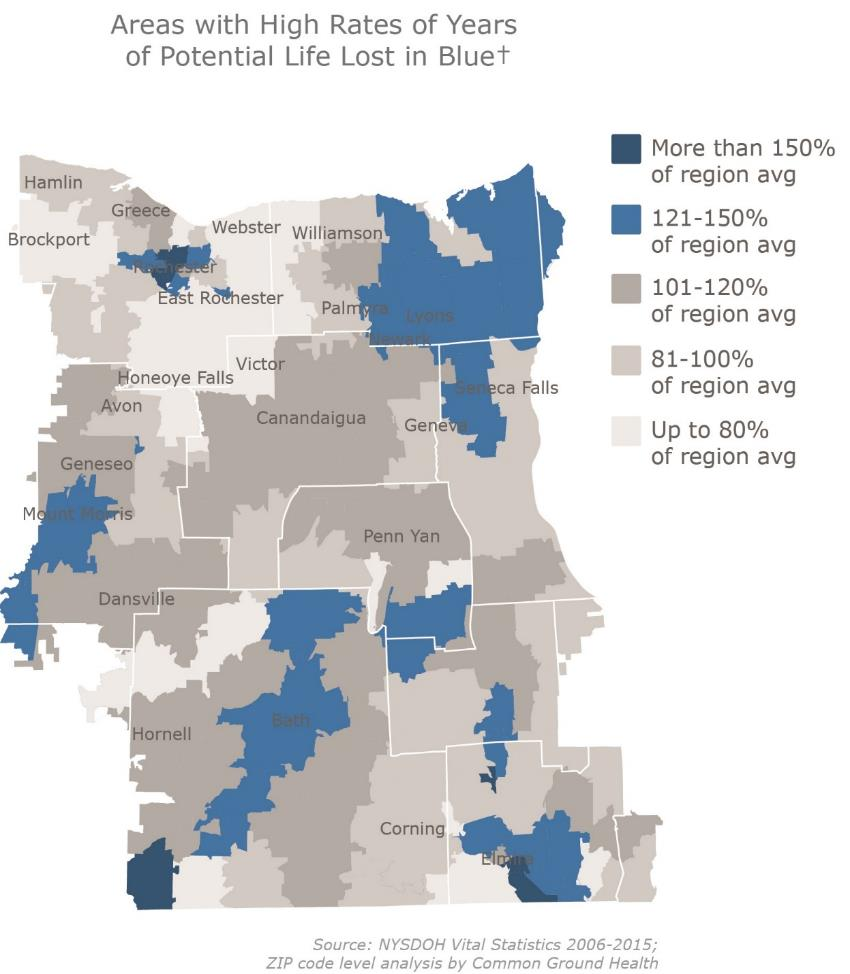 Areas with High Rates of Years
of Potential Life Lost in Blue†
More than 150%
of region avg
121-150%
of region avg
101-120%
of region avg
81-100%
of region avg
Up to 80%
of region avg
Hamlin
Greece
Brockport
Webster
Williamson
Rochester
East Rochester
Palmyra
Lyons
Newark
Victor
Honeoye Falls
Seneca Falls
Avon
Canandaigua
Geneva
Geneseo
Mount Morris
Penn Yan
Dansville
Bath
Hornell
Corning
Elmira
Source: NYSDOH Vital Statistics 2006-2015;
ZIP code level analysis by Common Ground Health